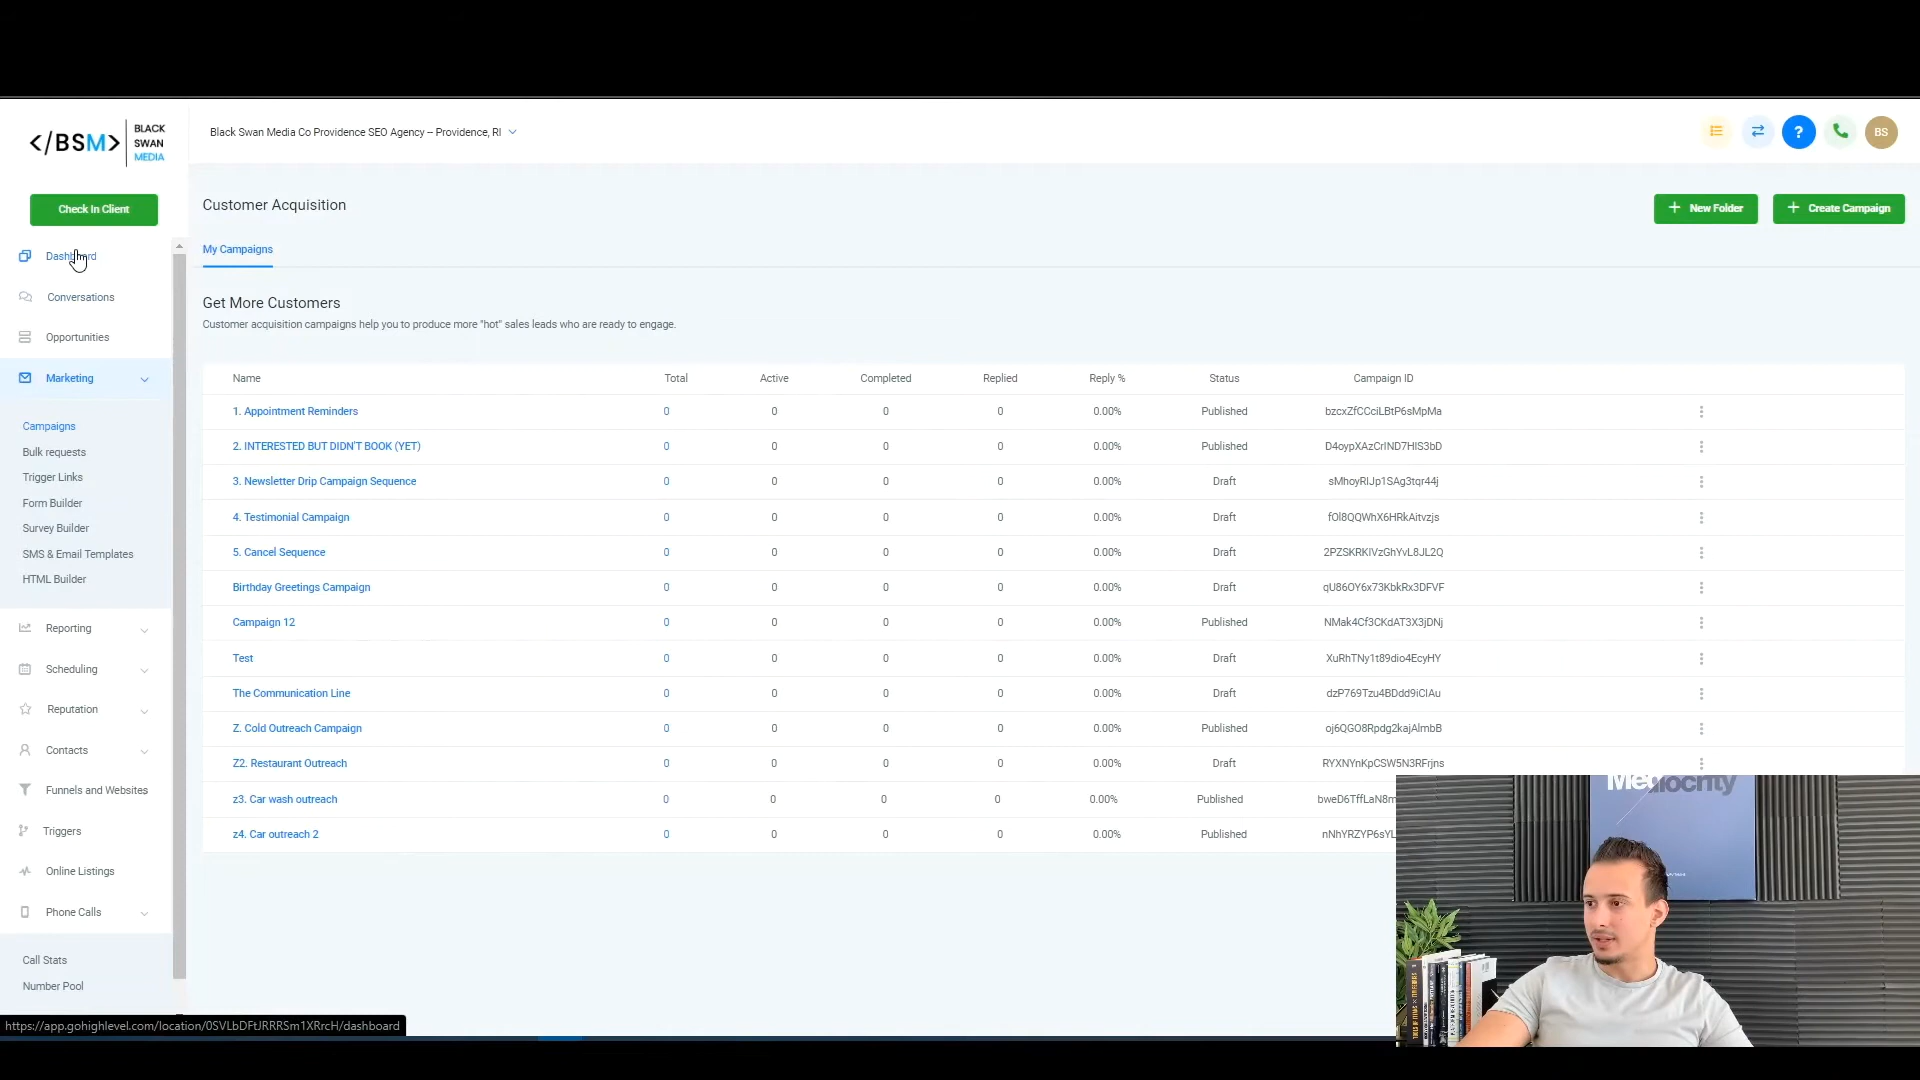 </BSM> BLACK SWAN MEDIA
Black Swan Media Co Providence SEO Agency – Providence, RI
?
BS
Check In Client
Dashboard
Conversations
Opportunities
Marketing
Campaigns
Bulk requests
Trigger Links
Form Builder
Survey Builder
SMS & Email Templates
HTML Builder
Reporting
Scheduling
Reputation
Contacts
Funnels and Websites
Triggers
Online Listings
Phone Calls
Call Stats
Number Pool
Customer Acquisition
+ New Folder
+ Create Campaign
My Campaigns
Get More Customers
Customer acquisition campaigns help you to produce more "hot" sales leads who are ready to engage.
Name Total Active Completed Replied Reply % Status Campaign ID
1. Appointment Reminders 0 0 0 0 0.00% Published bzcxZfCCciLBtP6sMpMa
2. INTERESTED BUT DIDN'T BOOK (YET) 0 0 0 0 0.00% Published D4oypXAzCrIND7HIS3bD
3. Newsletter Drip Campaign Sequence 0 0 0 0 0.00% Draft sMhoyRIJp1SAg3tqr44j
4. Testimonial Campaign 0 0 0 0 0.00% Draft fOl8QQWhX6HRkAitvzjs
5. Cancel Sequence 0 0 0 0 0.00% Draft 2PZSKRKIVzGhYvL8JL2Q
Birthday Greetings Campaign 0 0 0 0 0.00% Draft qU86OY6x73KbkRx3DFVF
Campaign 12 0 0 0 0 0.00% Published NMak4Cf3CKdAT3X3jDNj
Test 0 0 0 0 0.00% Draft XuRhTNy1t89dio4EcyHY
The Communication Line 0 0 0 0 0.00% Draft dzP769Tzu4BDdd9iCIAu
Z. Cold Outreach Campaign 0 0 0 0 0.00% Published oj6QGO8Rpdg2kajAlmbB
Z2. Restaurant Outreach 0 0 0 0 0.00% Draft RYXNYnKpCSW5N3RFrjns
z3. Car wash outreach 0 0 0 0 0.00% Published bweD6TffLaN8m
z4. Car outreach 2 0 0 0 0 0.00% Published nNhYRZYP6sYL
Mediocrity
https://app.gohighlevel.com/location/0SVLbDFtJRRRSm1XRrcH/dashboard